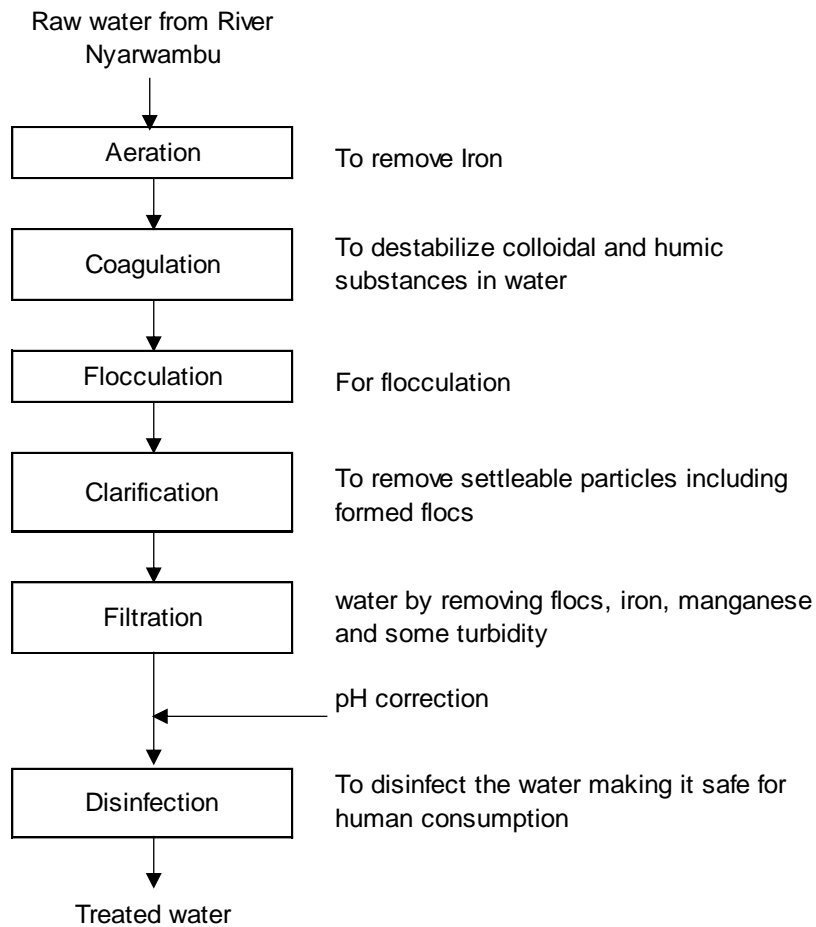 Raw water from River
Nyarwambu
Aeration
To remove Iron
Coagulation
To destabilize colloidal and humic
substances in water
Flocculation
For flocculation
Clarification
To remove settleable particles including
formed flocs
Filtration
water by removing flocs, iron, manganese
and some turbidity
pH correction
Disinfection
To disinfect the water making it safe for
human consumption
Treated water